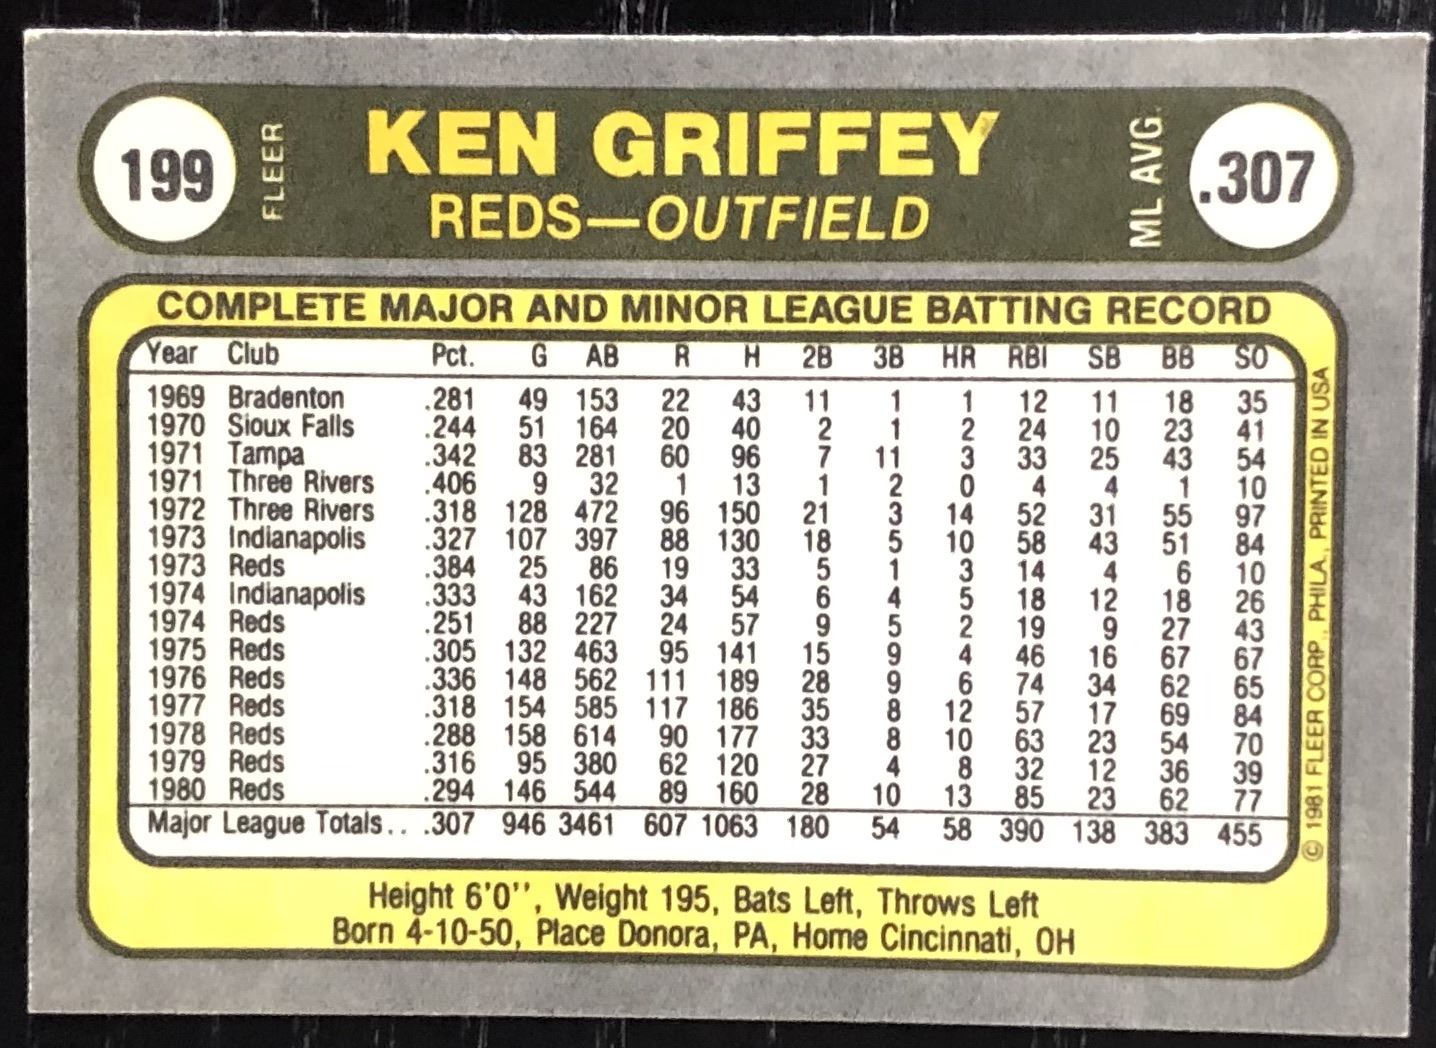 199 FLEER KEN GRIFFEY ML AVG. .307
REDS—OUTFIELD
COMPLETE MAJOR AND MINOR LEAGUE BATTING RECORD
Year Club Pct. G AB R H 2B 3B HR RBI SB BB SO
1969 Bradenton .281 49 153 22 43 11 1 1 12 11 18 35
1970 Sioux Falls .244 51 164 20 40 2 1 2 24 10 23 41
1971 Tampa .342 83 281 60 96 7 11 3 33 25 43 54
1971 Three Rivers .406 9 32 1 13 1 2 0 4 4 1 10
1972 Three Rivers .318 128 472 96 150 21 3 14 52 31 55 97
1973 Indianapolis .327 107 397 88 130 18 5 10 58 43 51 84
1973 Reds .384 25 86 19 33 5 1 3 14 4 6 10
1974 Indianapolis .333 43 162 34 54 6 4 5 18 12 18 26
1974 Reds .251 88 227 24 57 9 5 2 19 9 27 43
1975 Reds .305 132 463 95 141 15 9 4 46 16 67 67
1976 Reds .336 148 562 111 189 28 9 6 74 34 62 65
1977 Reds .318 154 585 117 186 35 8 12 57 17 69 84
1978 Reds .288 158 614 90 177 33 8 10 63 23 54 70
1979 Reds .316 95 380 62 120 27 4 8 32 12 36 39
1980 Reds .294 146 544 89 160 28 10 13 85 23 62 77
Major League Totals.. .307 946 3461 607 1063 180 54 58 390 138 383 455
Height 6'0'', Weight 195, Bats Left, Throws Left
Born 4-10-50, Place Donora, PA, Home Cincinnati, OH
© 1981 FLEER CORP., PHILA., PRINTED IN USA